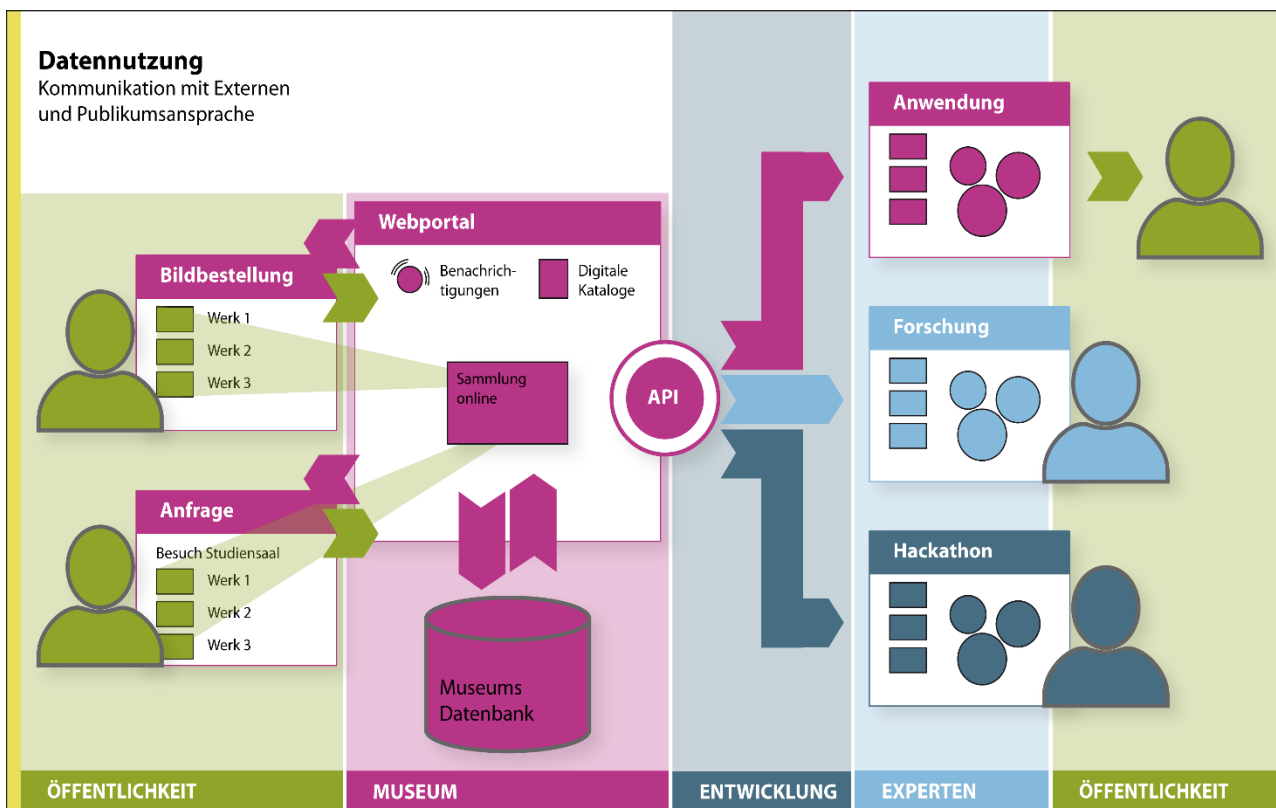 Datennutzung
Kommunikation mit Externen
und Publikumsansprache
Bildbestellung
Werk 1
Werk 2
Werk 3
Anfrage
Besuch Studiensaal
Werk 1
Werk 2
Werk 3
Webportal
Benachrich-
tigungen
Digitale
Kataloge
Sammlung
online
API
Museums
Datenbank
Anwendung
Forschung
Hackathon
ÖFFENTLICHKEIT
MUSEUM
ENTWICKLUNG
EXPERTEN
ÖFFENTLICHKEIT